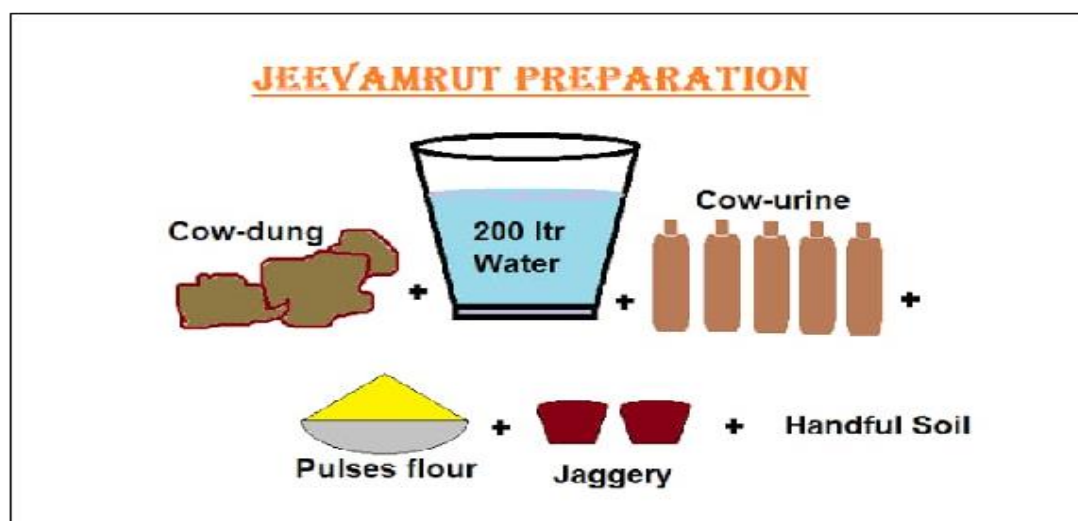 JEEVAMRUT PREPARATION
Cow-dung
+
200 ltr
Water
+
Cow-urine
+
Pulses flour
+
Jaggery
+
Handful Soil